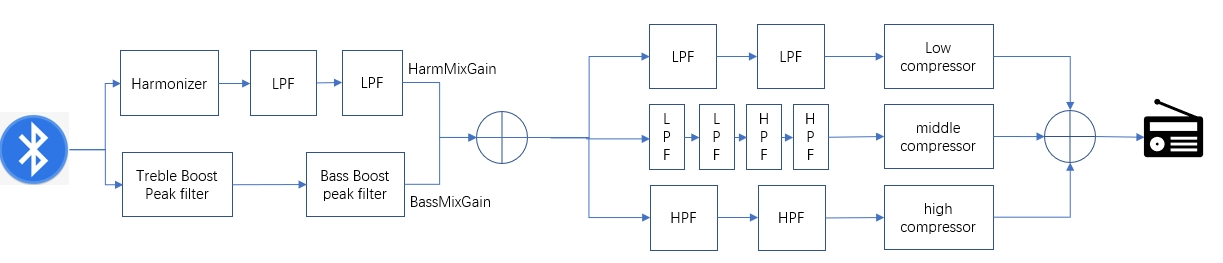 Harmonizer
LPF
LPF
HarmMixGain
Treble Boost
Peak filter
Bass Boost
peak filter
BassMixGain
LPF
LPF
Low
compressor
L
P
F
L
P
F
H
P
F
H
P
F
middle
compressor
HPF
HPF
high
compressor